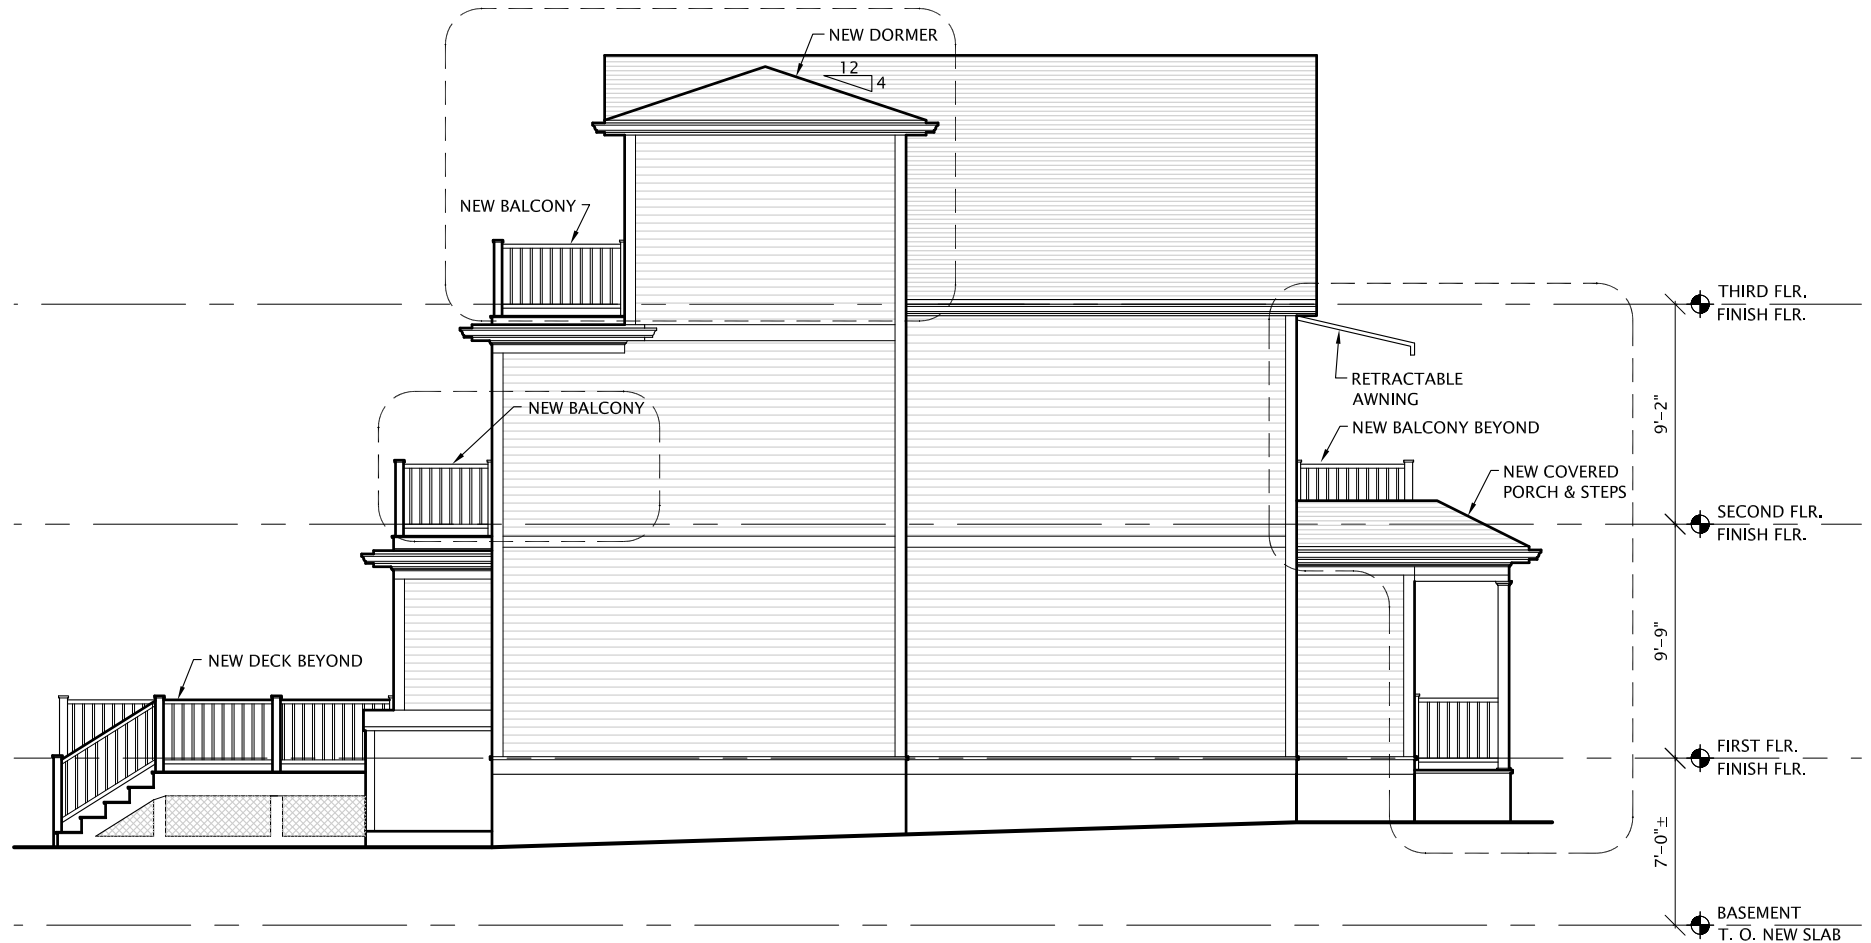 NEW DORMER
12
4
NEW BALCONY
THIRD FLR.
FINISH FLR.
RETRACTABLE
AWNING
9'-2"
NEW BALCONY
NEW BALCONY BEYOND
NEW COVERED
PORCH & STEPS
SECOND FLR.
FINISH FLR.
9'-9"
NEW DECK BEYOND
FIRST FLR.
FINISH FLR.
7'-0"±
BASEMENT
T. O. NEW SLAB